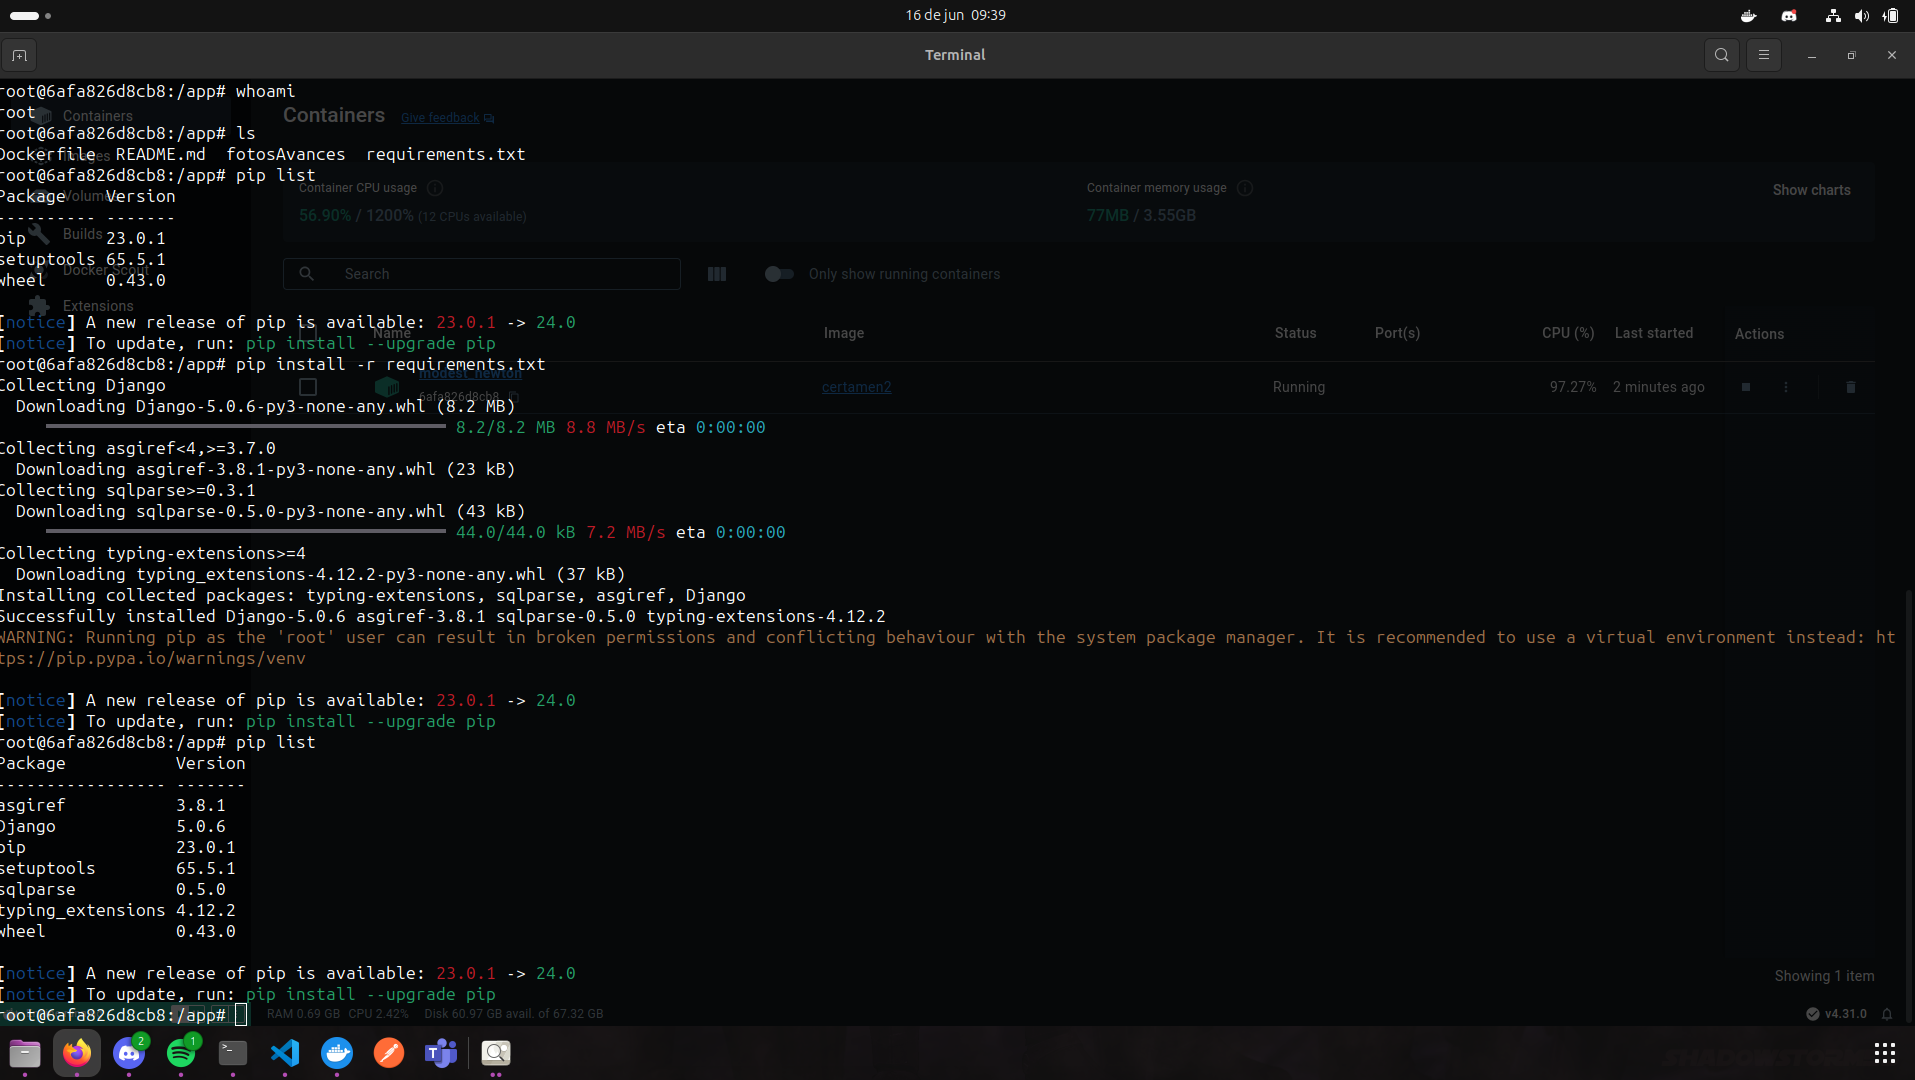 16 de jun 09:39
Terminal
root@6afa826d8cb8:/app# whoami
root
root@6afa826d8cb8:/app# ls
Dockerfile README.md fotosAvances requirements.txt
root@6afa826d8cb8:/app# pip list
Package Version
---------- -------
pip 23.0.1
setuptools 65.5.1
wheel 0.43.0
[notice] A new release of pip is available: 23.0.1 -> 24.0
[notice] To update, run: pip install --upgrade pip
root@6afa826d8cb8:/app# pip install -r requirements.txt
Collecting Django
Downloading Django-5.0.6-py3-none-any.whl (8.2 MB)
8.2/8.2 MB 8.8 MB/s eta 0:00:00
Collecting asgiref<4,>=3.7.0
Downloading asgiref-3.8.1-py3-none-any.whl (23 kB)
Collecting sqlparse>=0.3.1
Downloading sqlparse-0.5.0-py3-none-any.whl (43 kB)
44.0/44.0 kB 7.2 MB/s eta 0:00:00
Collecting typing-extensions>=4
Downloading typing_extensions-4.12.2-py3-none-any.whl (37 kB)
Installing collected packages: typing-extensions, sqlparse, asgiref, Django
Successfully installed Django-5.0.6 asgiref-3.8.1 sqlparse-0.5.0 typing-extensions-4.12.2
WARNING: Running pip as the 'root' user can result in broken permissions and conflicting behaviour with the system package manager. It is recommended to use a virtual environment instead: ht
tps://pip.pypa.io/warnings/venv
[notice] A new release of pip is available: 23.0.1 -> 24.0
[notice] To update, run: pip install --upgrade pip
root@6afa826d8cb8:/app# pip list
Package Version
----------------- -------
asgiref 3.8.1
Django 5.0.6
pip 23.0.1
setuptools 65.5.1
sqlparse 0.5.0
typing_extensions 4.12.2
wheel 0.43.0
[notice] A new release of pip is available: 23.0.1 -> 24.0
[notice] To update, run: pip install --upgrade pip
root@6afa826d8cb8:/app#
Containers
Images
Volumes
Builds
Docker Scout
Extensions
Containers Give feedback
Container CPU usage
56.90% / 1200% (12 CPUs available)
Container memory usage
77MB / 3.55GB
Show charts
Search
Only show running containers
Name Image Status Port(s) CPU (%) Last started Actions
modest_newton
6afa826d8cb8
certamen2 Running 97.27% 2 minutes ago
Showing 1 item
RAM 0.69 GB CPU 2.42% Disk 60.97 GB avail. of 67.32 GB
v4.31.0
2
1